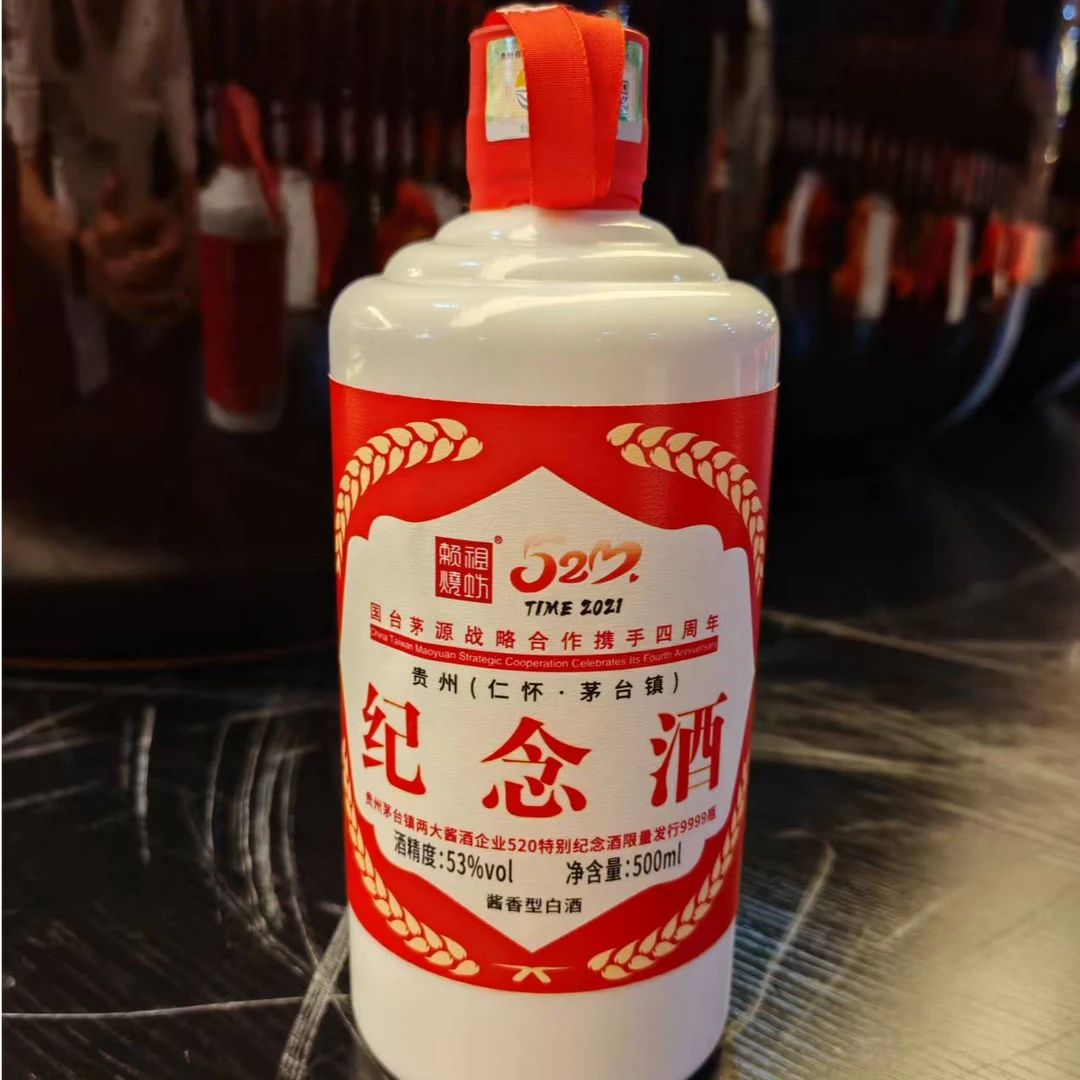 赖祖烧坊®
520.
TIME 2021
国台茅源战略合作携手四周年
China Taiwan Maoyuan Strategic Cooperation Celebrates Its Fourth Anniversary
贵州(仁怀·茅台镇)
纪念酒
贵州茅台镇两大酱酒企业520特别纪念酒限量发行9999瓶
酒精度:53%vol 净含量:500ml
酱香型白酒